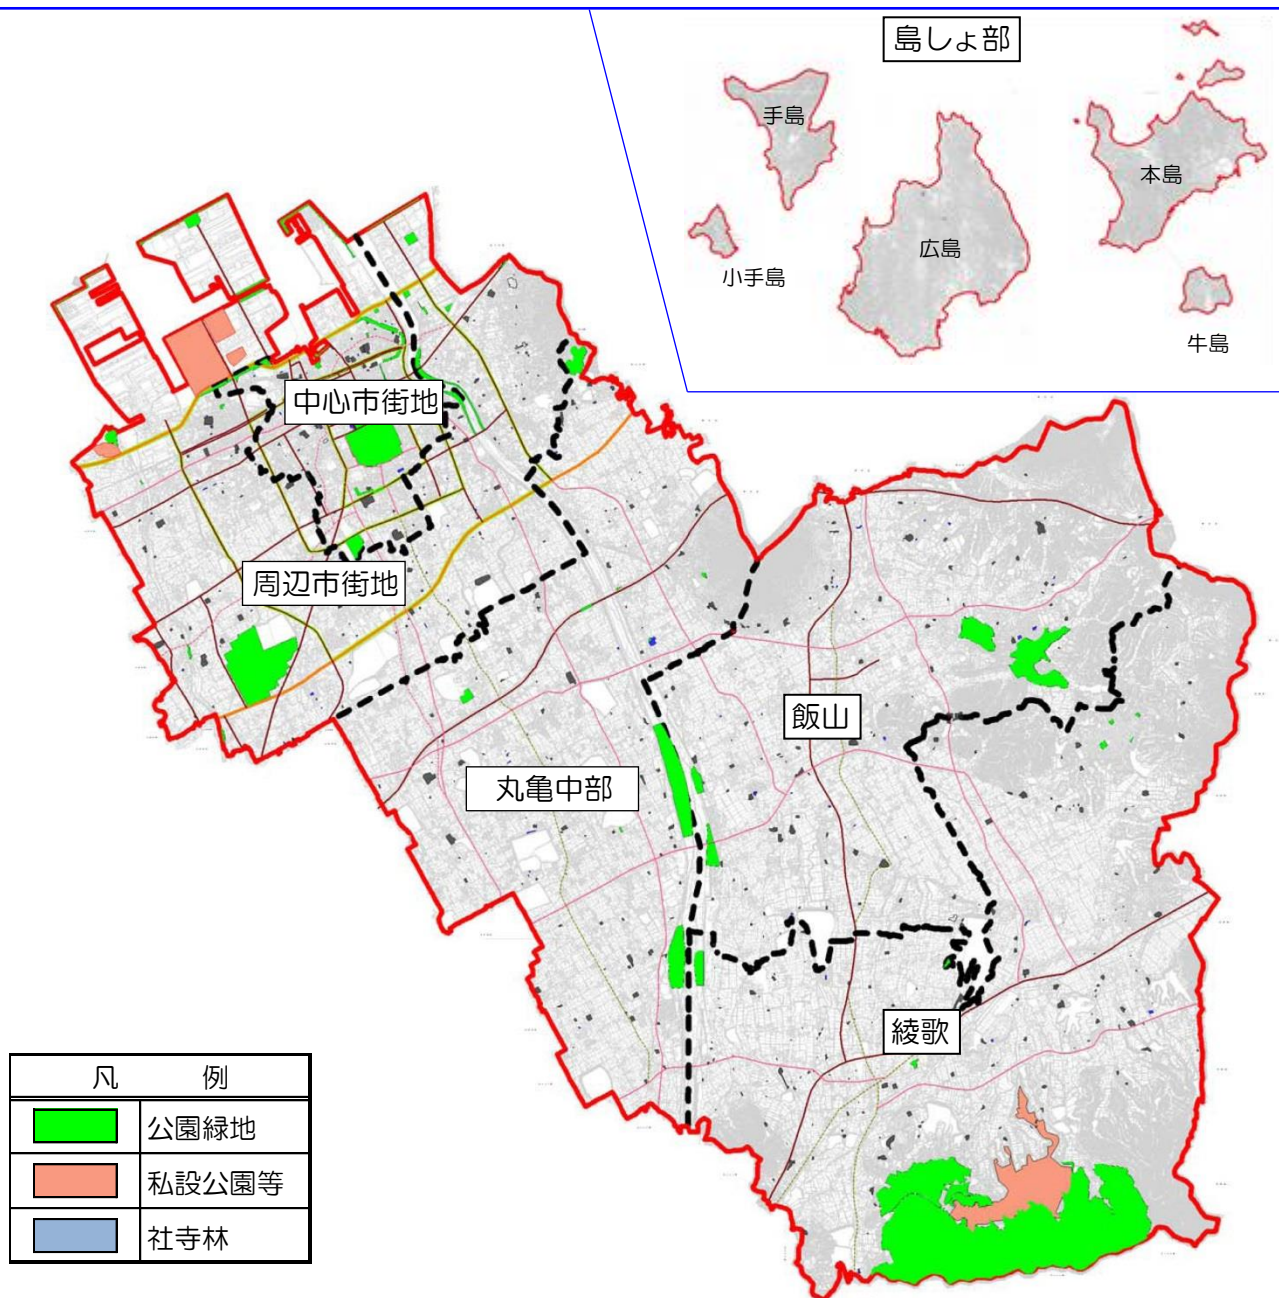 島しょ部
手島
本島
広島
小手島
牛島
中心市街地
周辺市街地
飯山
丸亀中部
綾歌
凡 例
公園緑地
私設公園等
社寺林